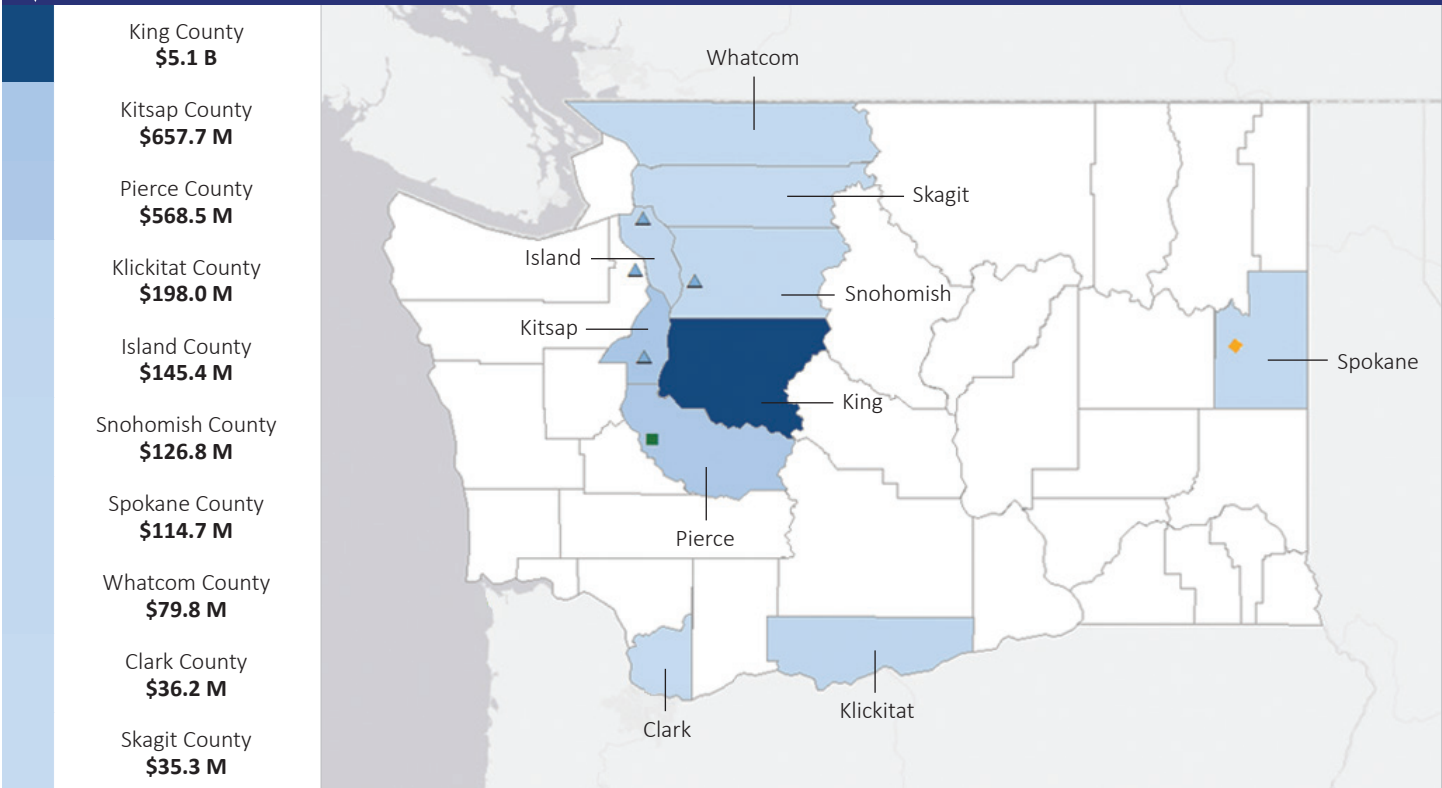 King County
$5.1 B
Kitsap County
$657.7 M
Pierce County
$568.5 M
Klickitat County
$198.0 M
Island County
$145.4 M
Snohomish County
$126.8 M
Spokane County
$114.7 M
Whatcom County
$79.8 M
Clark County
$36.2 M
Skagit County
$35.3 M
Whatcom
Skagit
Island
Snohomish
Kitsap
Spokane
King
Pierce
Klickitat
Clark